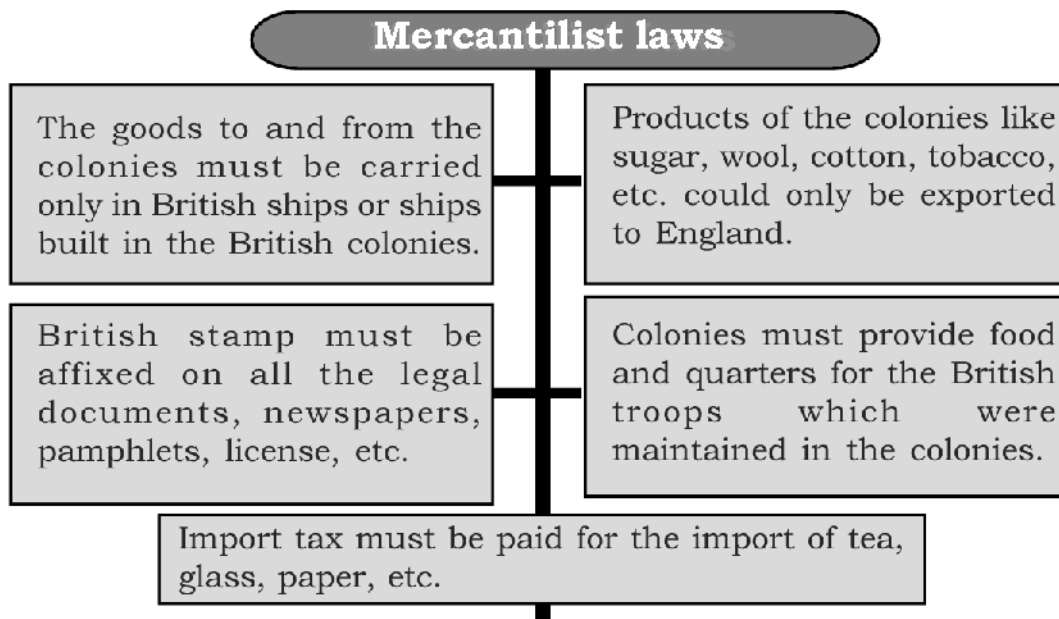 Mercantilist laws
The goods to and from the
colonies must be carried
only in British ships or ships
built in the British colonies.
Products of the colonies like
sugar, wool, cotton, tobacco,
etc. could only be exported
to England.
British stamp must be
affixed on all the legal
documents, newspapers,
pamphlets, license, etc.
Colonies must provide food
and quarters for the British
troops which were
maintained in the colonies.
Import tax must be paid for the import of tea,
glass, paper, etc.